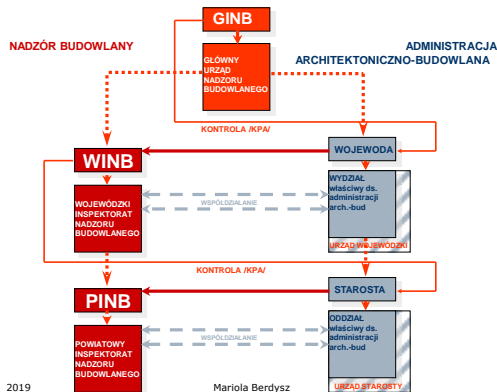 GINB
NADZÓR BUDOWLANY
ADMINISTRACJA
ARCHITEKTONICZNO-BUDOWLANA
GŁÓWNY
URZĄD
NADZORU
BUDOWLANEGO
KONTROLA /KPA/
WINB
WOJEWODA
WOJEWÓDZKI
INSPEKTORAT
NADZORU
BUDOWLANEGO
WSPÓŁDZIAŁANIE
WYDZIAŁ
właściwy ds.
administracji
arch.-bud
URZĄD WOJEWÓDZKI
KONTROLA /KPA/
PINB
STAROSTA
POWIATOWY
INSPEKTORAT
NADZORU
BUDOWLANEGO
WSPÓŁDZIAŁANIE
ODDZIAŁ
właściwy ds.
administracji
arch.-bud
URZĄD STAROSTY
2019
Mariola Berdysz